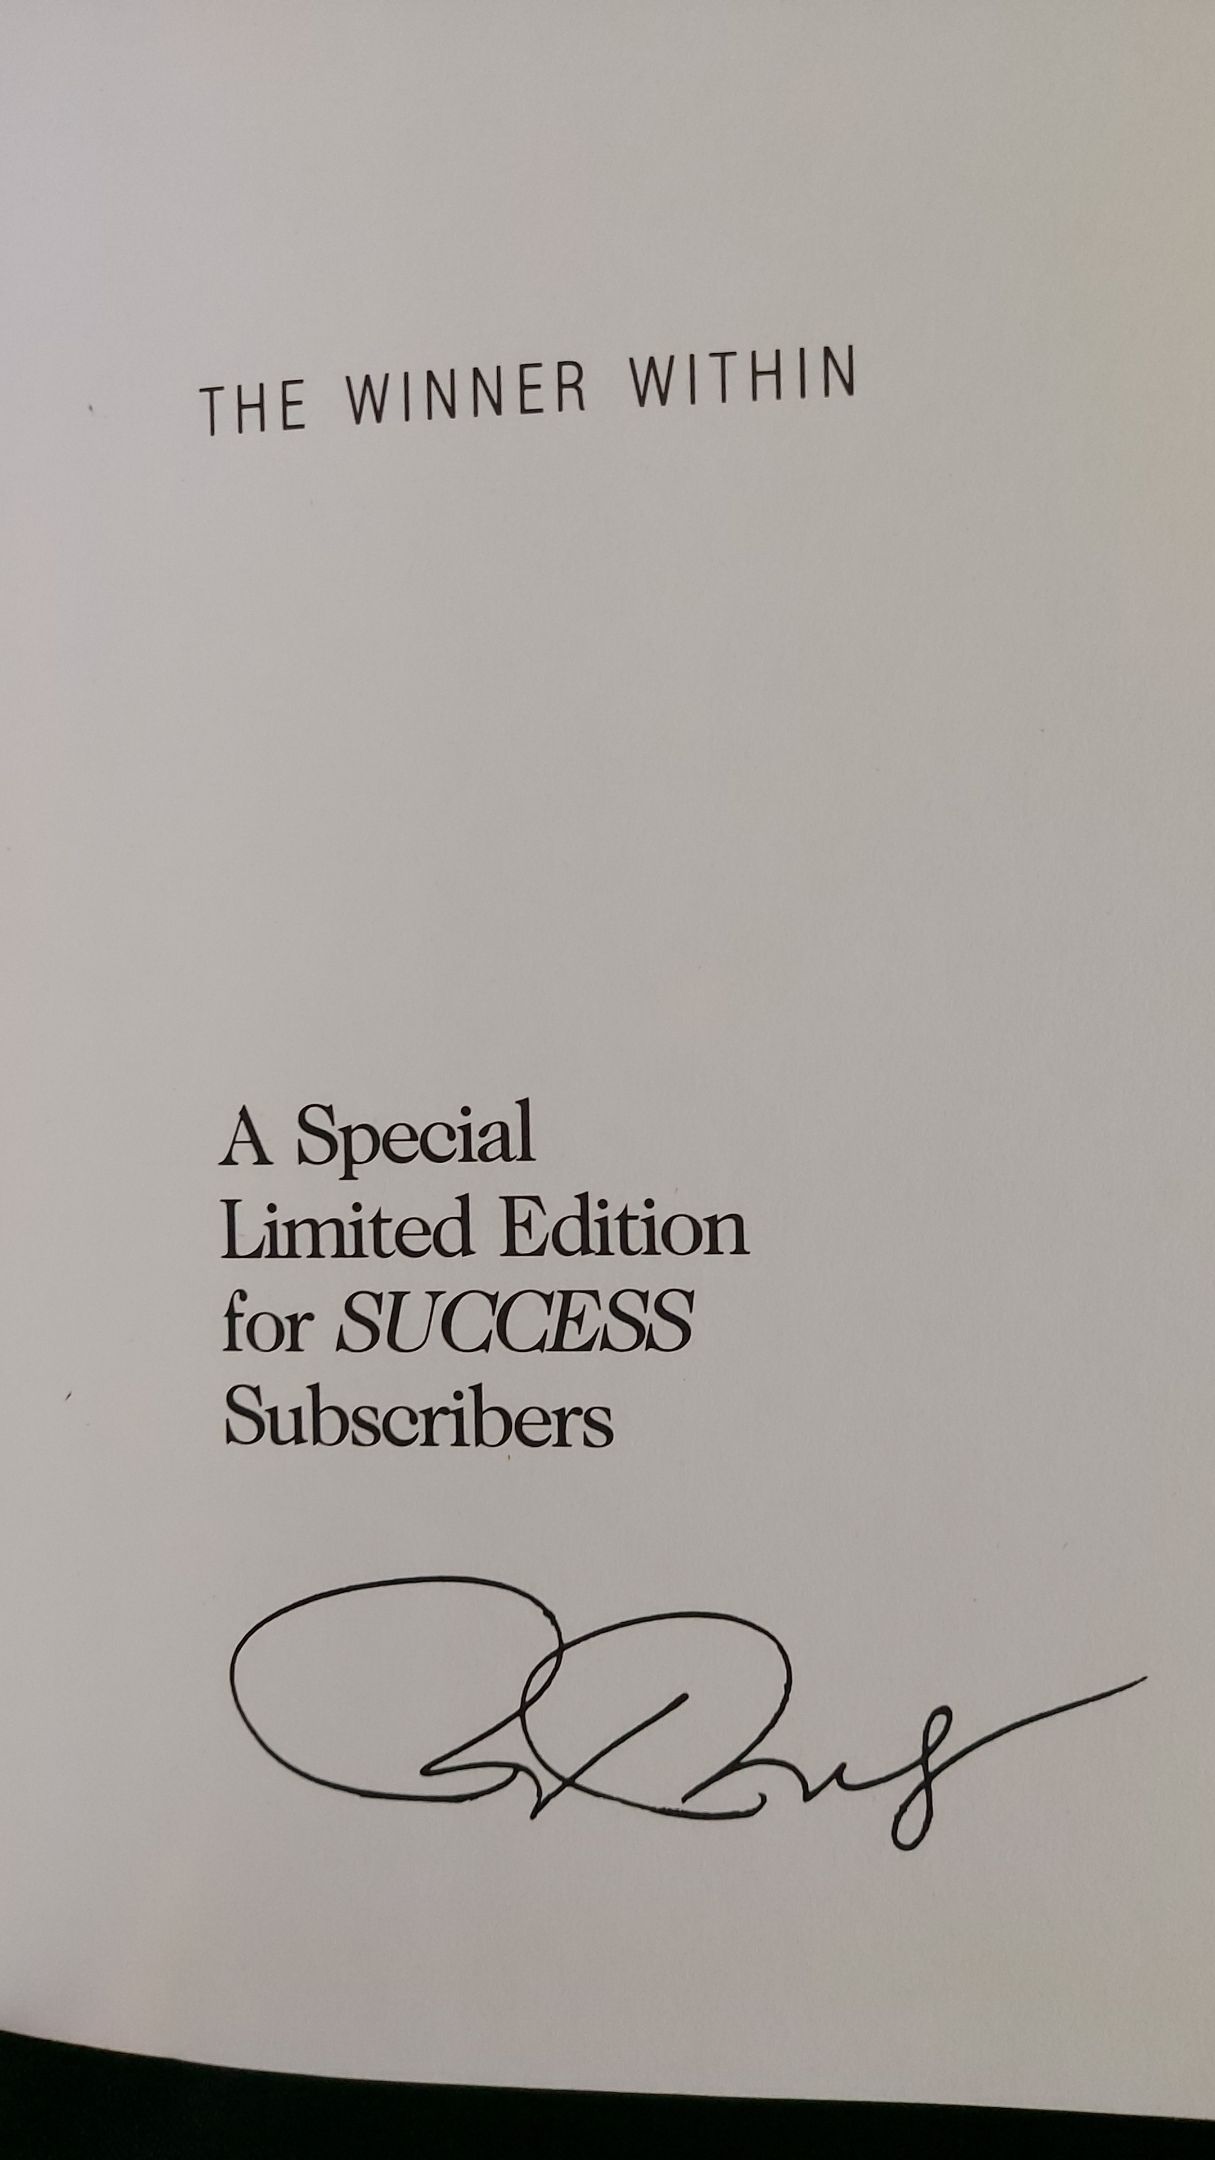 THE WINNER WITHIN
A Special
Limited Edition
for SUCCESS
Subscribers